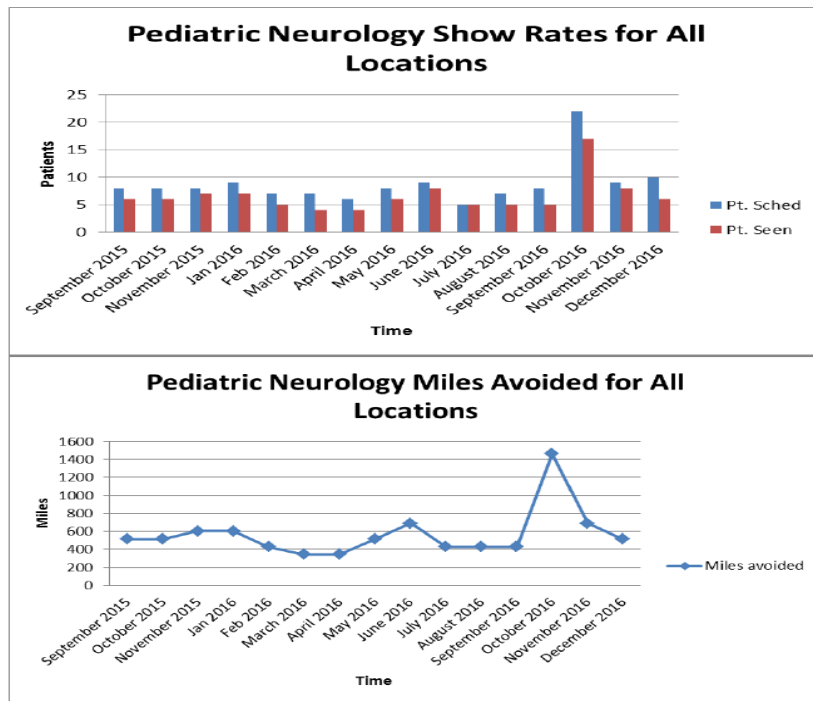 Pediatric Neurology Show Rates for All
Locations
25
20
15
10
5
0
Patients
September 2015
October 2015
November 2015
Jan 2016
Feb 2016
March 2016
April 2016
May 2016
June 2016
July 2016
August 2016
September 2016
October 2016
November 2016
December 2016
Time
Pt. Sched
Pt. Seen
Pediatric Neurology Miles Avoided for All
Locations
1600
1400
1200
1000
800
600
400
200
0
Miles
September 2015
October 2015
November 2015
Jan 2016
Feb 2016
March 2016
April 2016
May 2016
June 2016
July 2016
August 2016
September 2016
October 2016
November 2016
December 2016
Time
Miles avoided